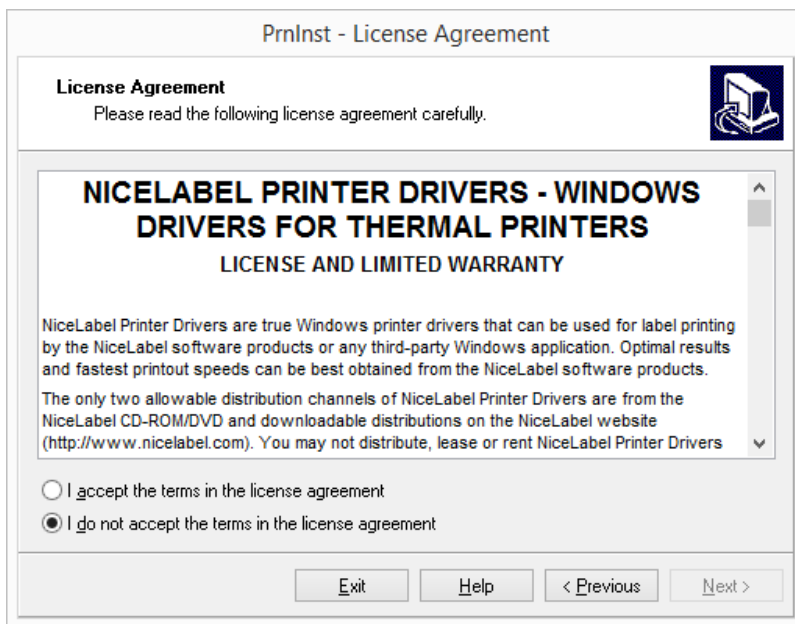 PrnInst - License Agreement
License Agreement
Please read the following license agreement carefully.
NICELABEL PRINTER DRIVERS - WINDOWS
DRIVERS FOR THERMAL PRINTERS
LICENSE AND LIMITED WARRANTY
NiceLabel Printer Drivers are true Windows printer drivers that can be used for label printing
by the NiceLabel software products or any third-party Windows application. Optimal results
and fastest printout speeds can be best obtained from the NiceLabel software products.
The only two allowable distribution channels of NiceLabel Printer Drivers are from the
NiceLabel CD-ROM/DVD and downloadable distributions on the NiceLabel website
(http://www.nicelabel.com). You may not distribute, lease or rent NiceLabel Printer Drivers
I accept the terms in the license agreement
I do not accept the terms in the license agreement
Exit Help < Previous Next >